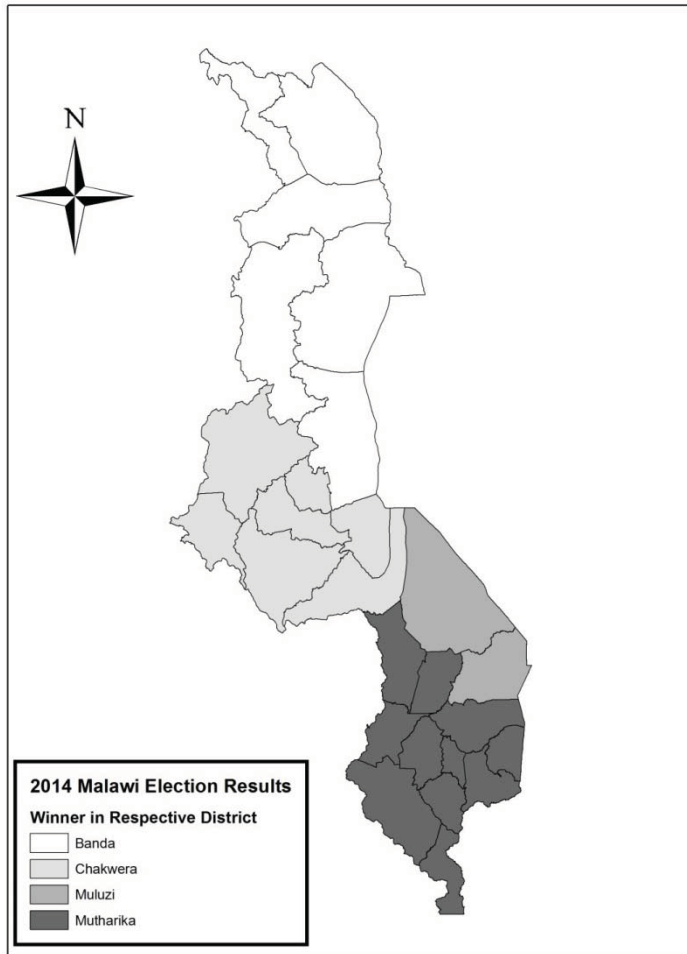 N
2014 Malawi Election Results
Winner in Respective District
Banda
Chakwera
Muluzi
Mutharika